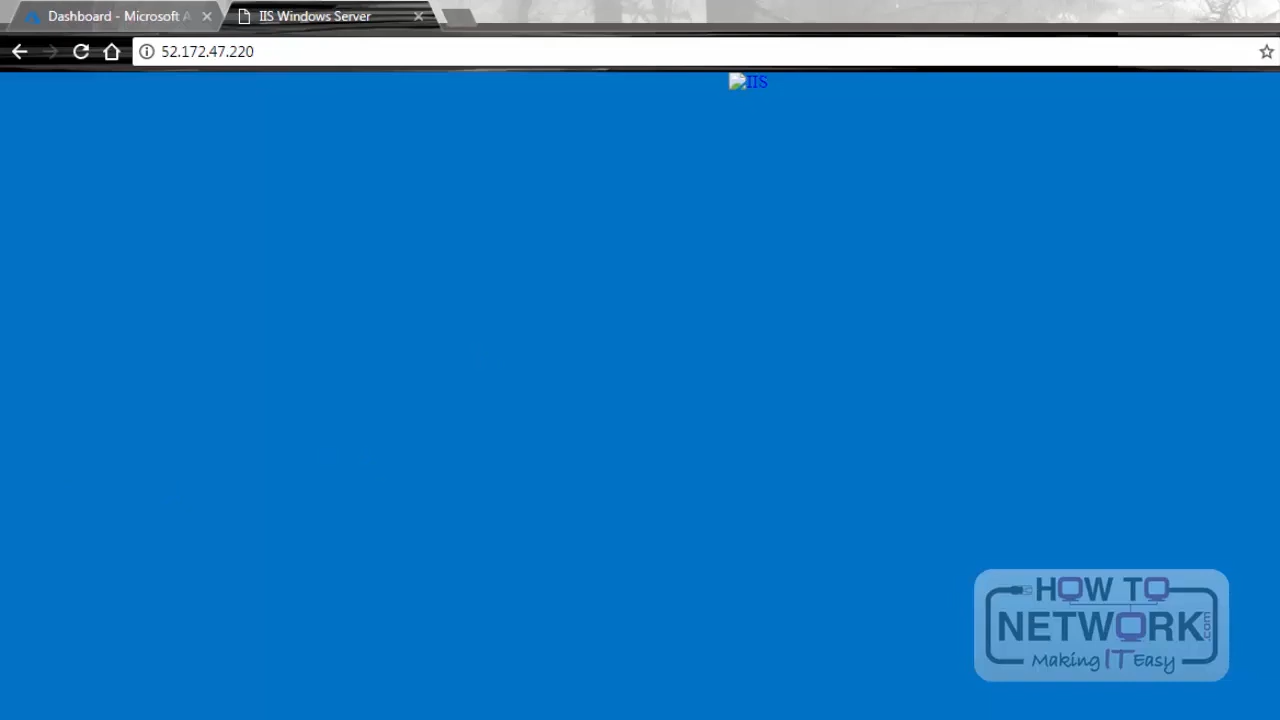 Dashboard - Microsoft A
IIS Windows Server
52.172.47.220
IIS
HOW TO
NETWORK.com
Making IT Easy